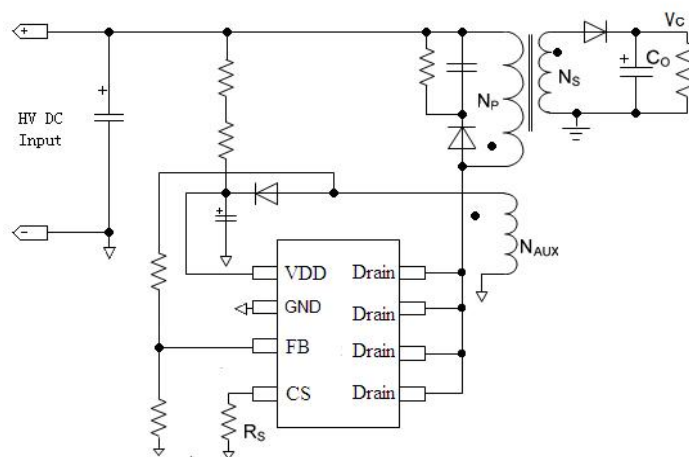 +
HV DC
Input
-
+
+
NP
NS
+
CO
Vc
NAUX
VDD
GND
FB
CS
Drain
Drain
Drain
Drain
RS